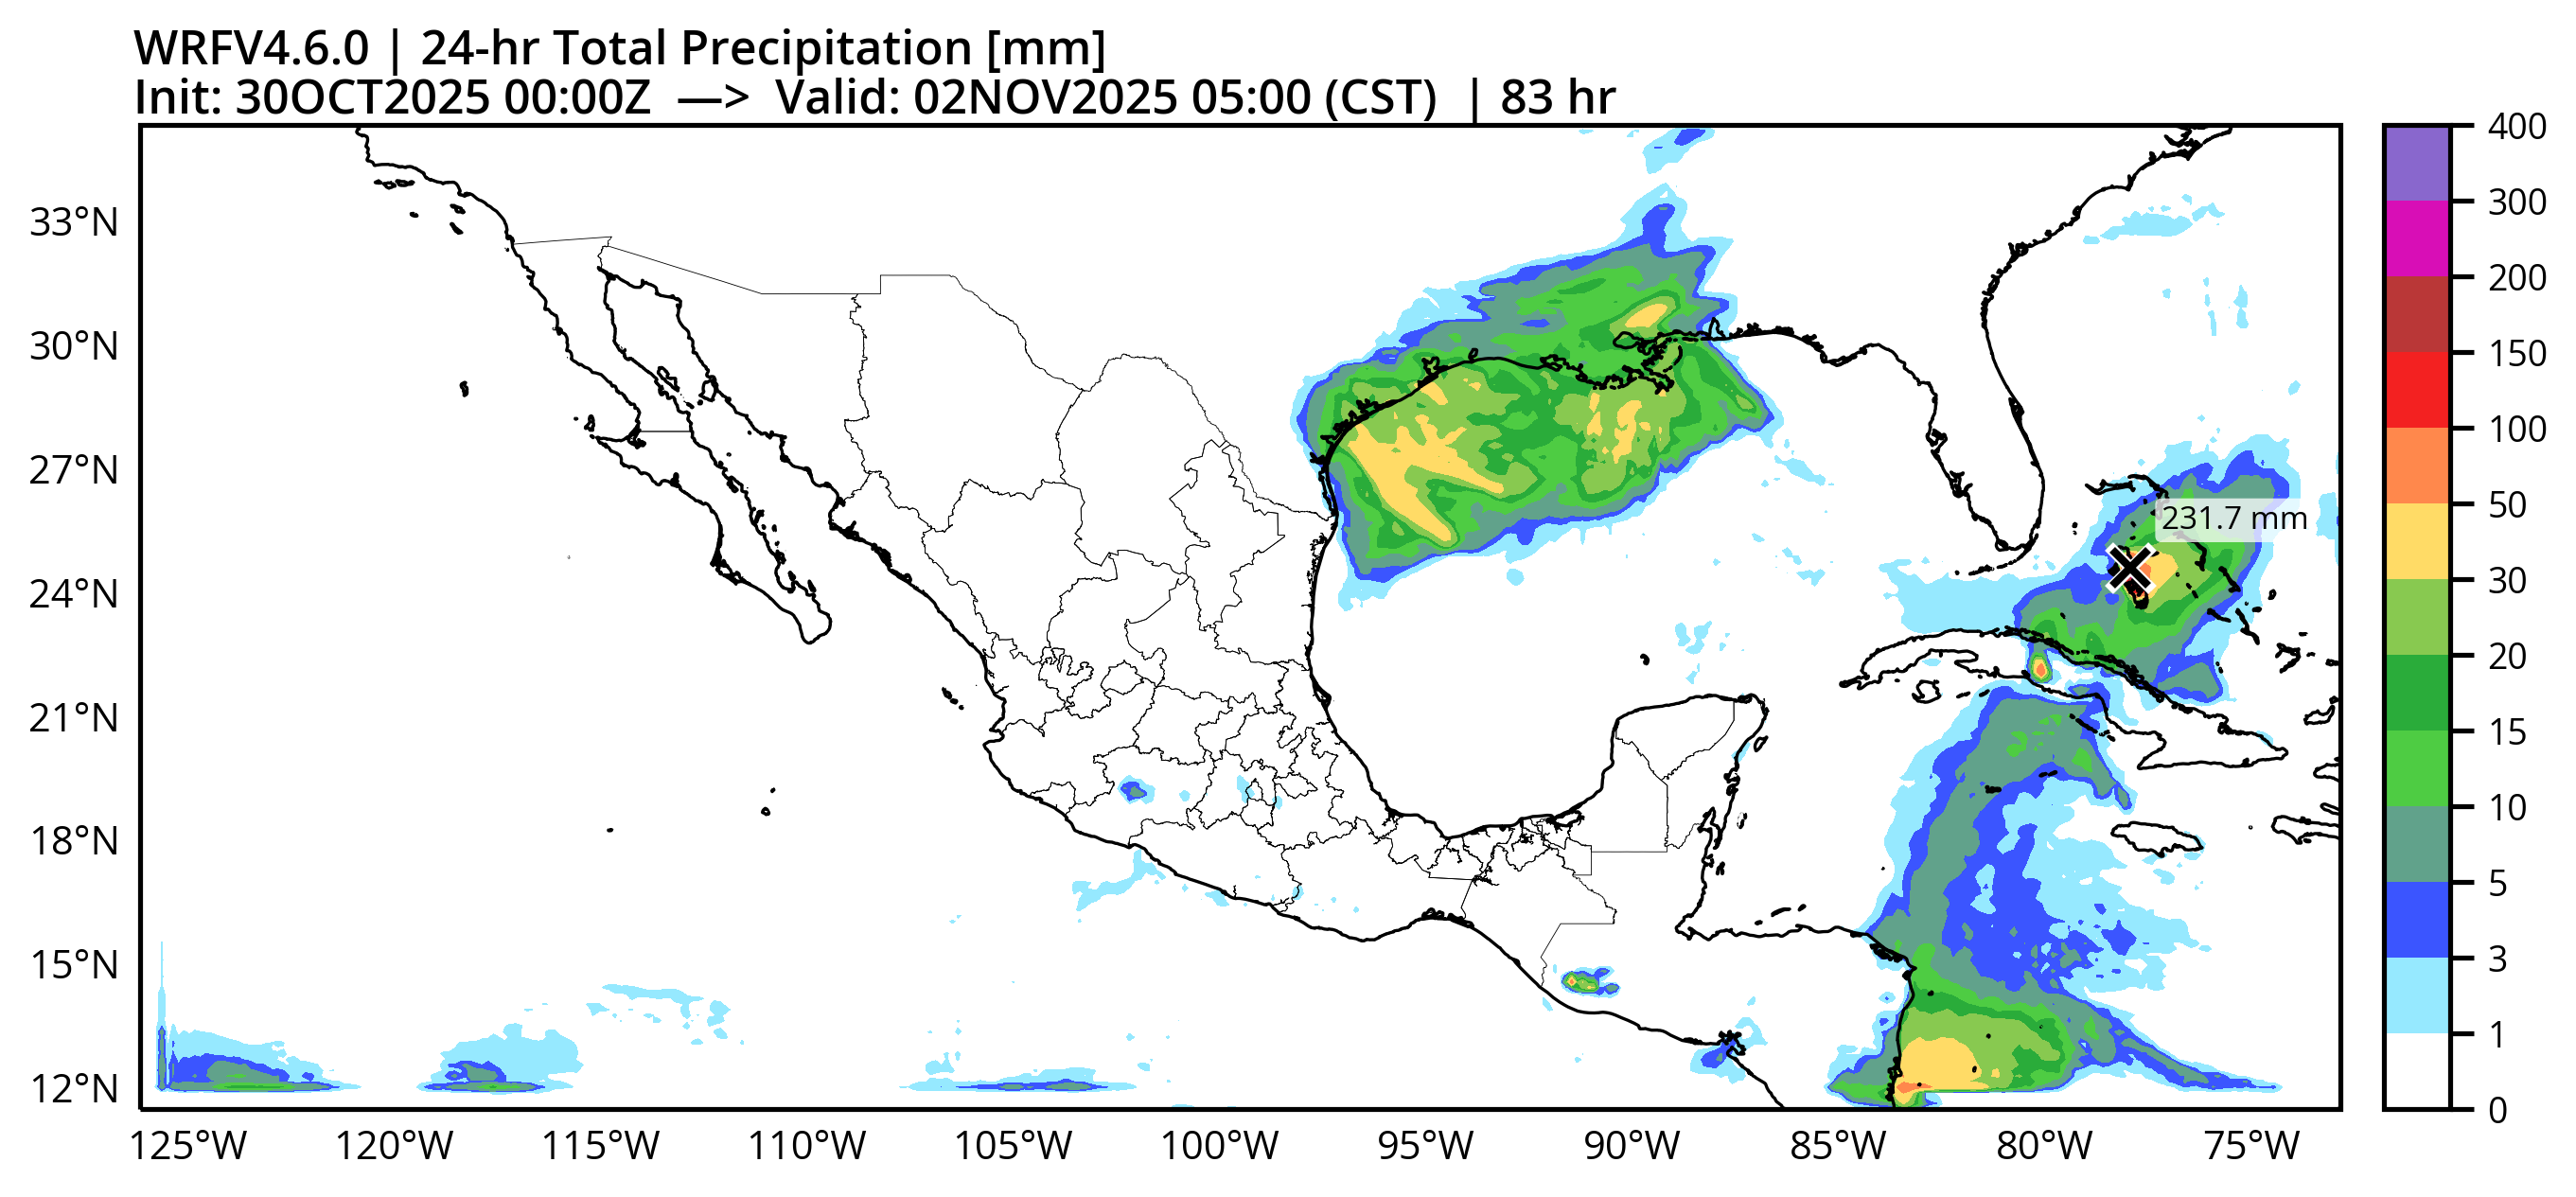 WRFV4.6.0 | 24-hr Total Precipitation [mm]
Init: 30OCT2025 00:00Z —> Valid: 02NOV2025 05:00 (CST) | 83 hr
33°N
30°N
27°N
24°N
21°N
18°N
15°N
12°N
231.7 mm
125°W
120°W
115°W
110°W
105°W
100°W
95°W
90°W
85°W
80°W
75°W
400
300
200
150
100
50
30
20
15
10
5
3
1
0